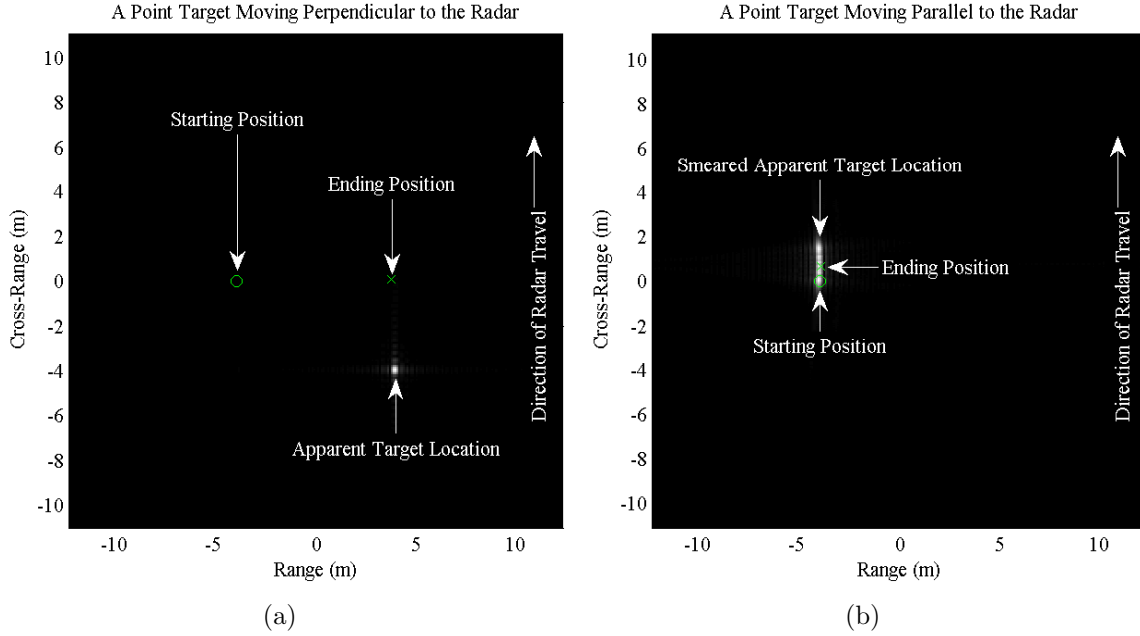 A Point Target Moving Perpendicular to the Radar
10
8
6
4
2
0
-2
-4
-6
-8
-10
Cross-Range (m)
Starting Position
Ending Position
Apparent Target Location
Direction of Radar Travel
-10
-5
0
5
10
Range (m)
(a)
A Point Target Moving Parallel to the Radar
10
8
6
4
2
0
-2
-4
-6
-8
-10
Cross-Range (m)
Smeared Apparent Target Location
Ending Position
Starting Position
Direction of Radar Travel
-10
-5
0
5
10
Range (m)
(b)